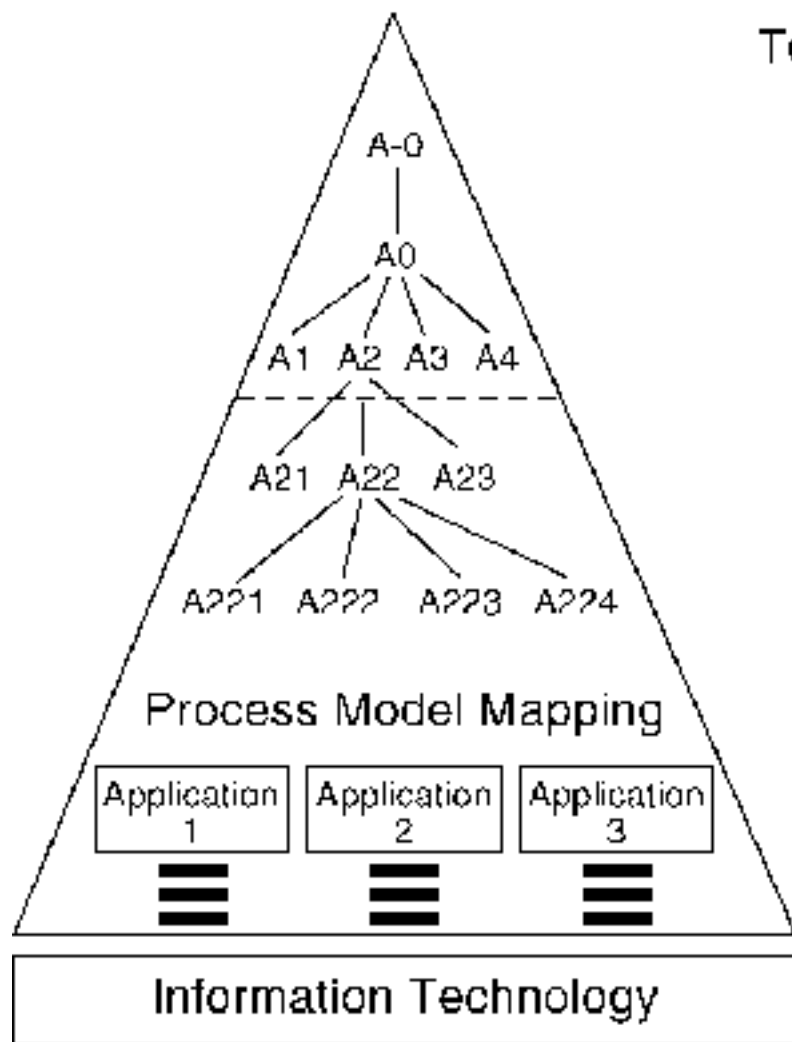 A-0
A0
A1 A2 A3 A4
A21 A22 A23
A221 A222 A223 A224
Process Model Mapping
Application 1
Application 2
Application 3
Information Technology